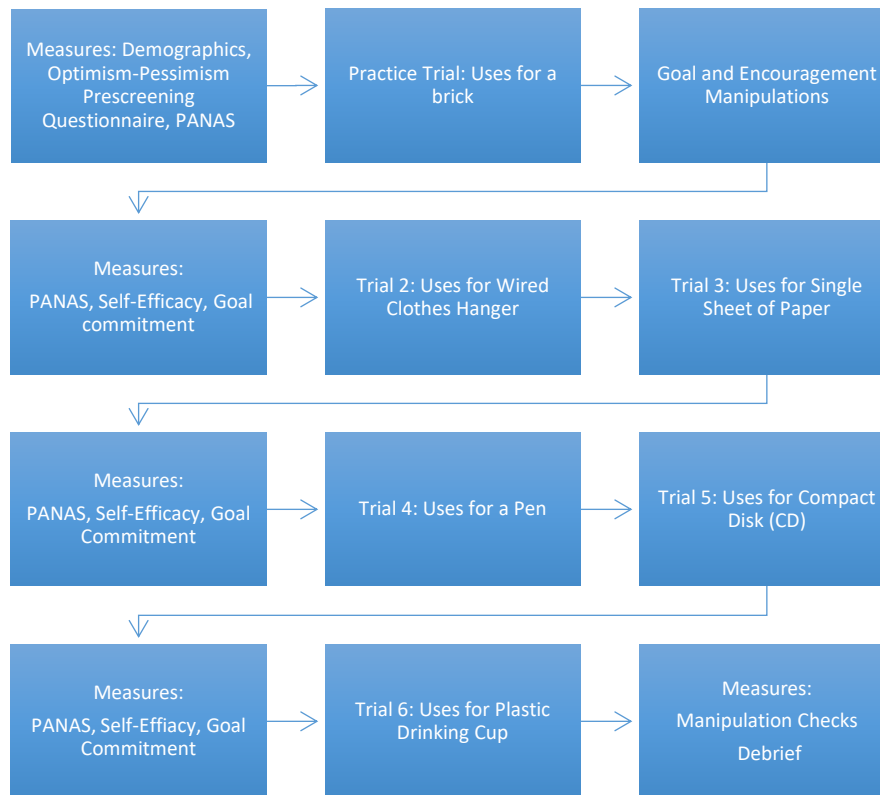 Measures: Demographics,
Optimism-Pessimism
Prescreening
Questionnaire, PANAS
Practice Trial: Uses for a
brick
Goal and Encouragement
Manipulations
Measures:
PANAS, Self-Efficacy, Goal
commitment
Trial 2: Uses for Wired
Clothes Hanger
Trial 3: Uses for Single
Sheet of Paper
Measures:
PANAS, Self-Efficacy, Goal
Commitment
Trial 4: Uses for a Pen
Trial 5: Uses for Compact
Disk (CD)
Measures:
PANAS, Self-Effiacy, Goal
Commitment
Trial 6: Uses for Plastic
Drinking Cup
Measures:
Manipulation Checks
Debrief